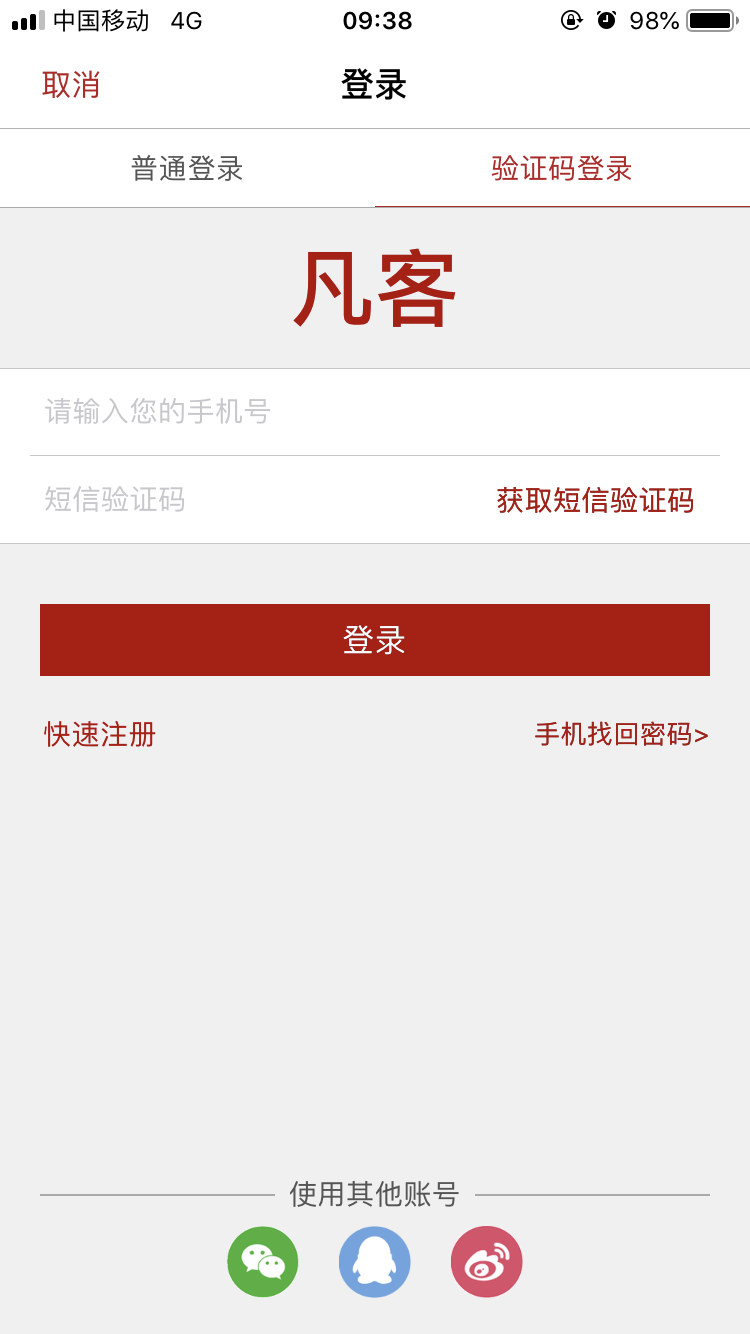 中国移动 4G 09:38 98%
取消 登录
普通登录 验证码登录
凡客
请输入您的手机号
短信验证码 获取短信验证码
登录
快速注册 手机找回密码>
使用其他账号